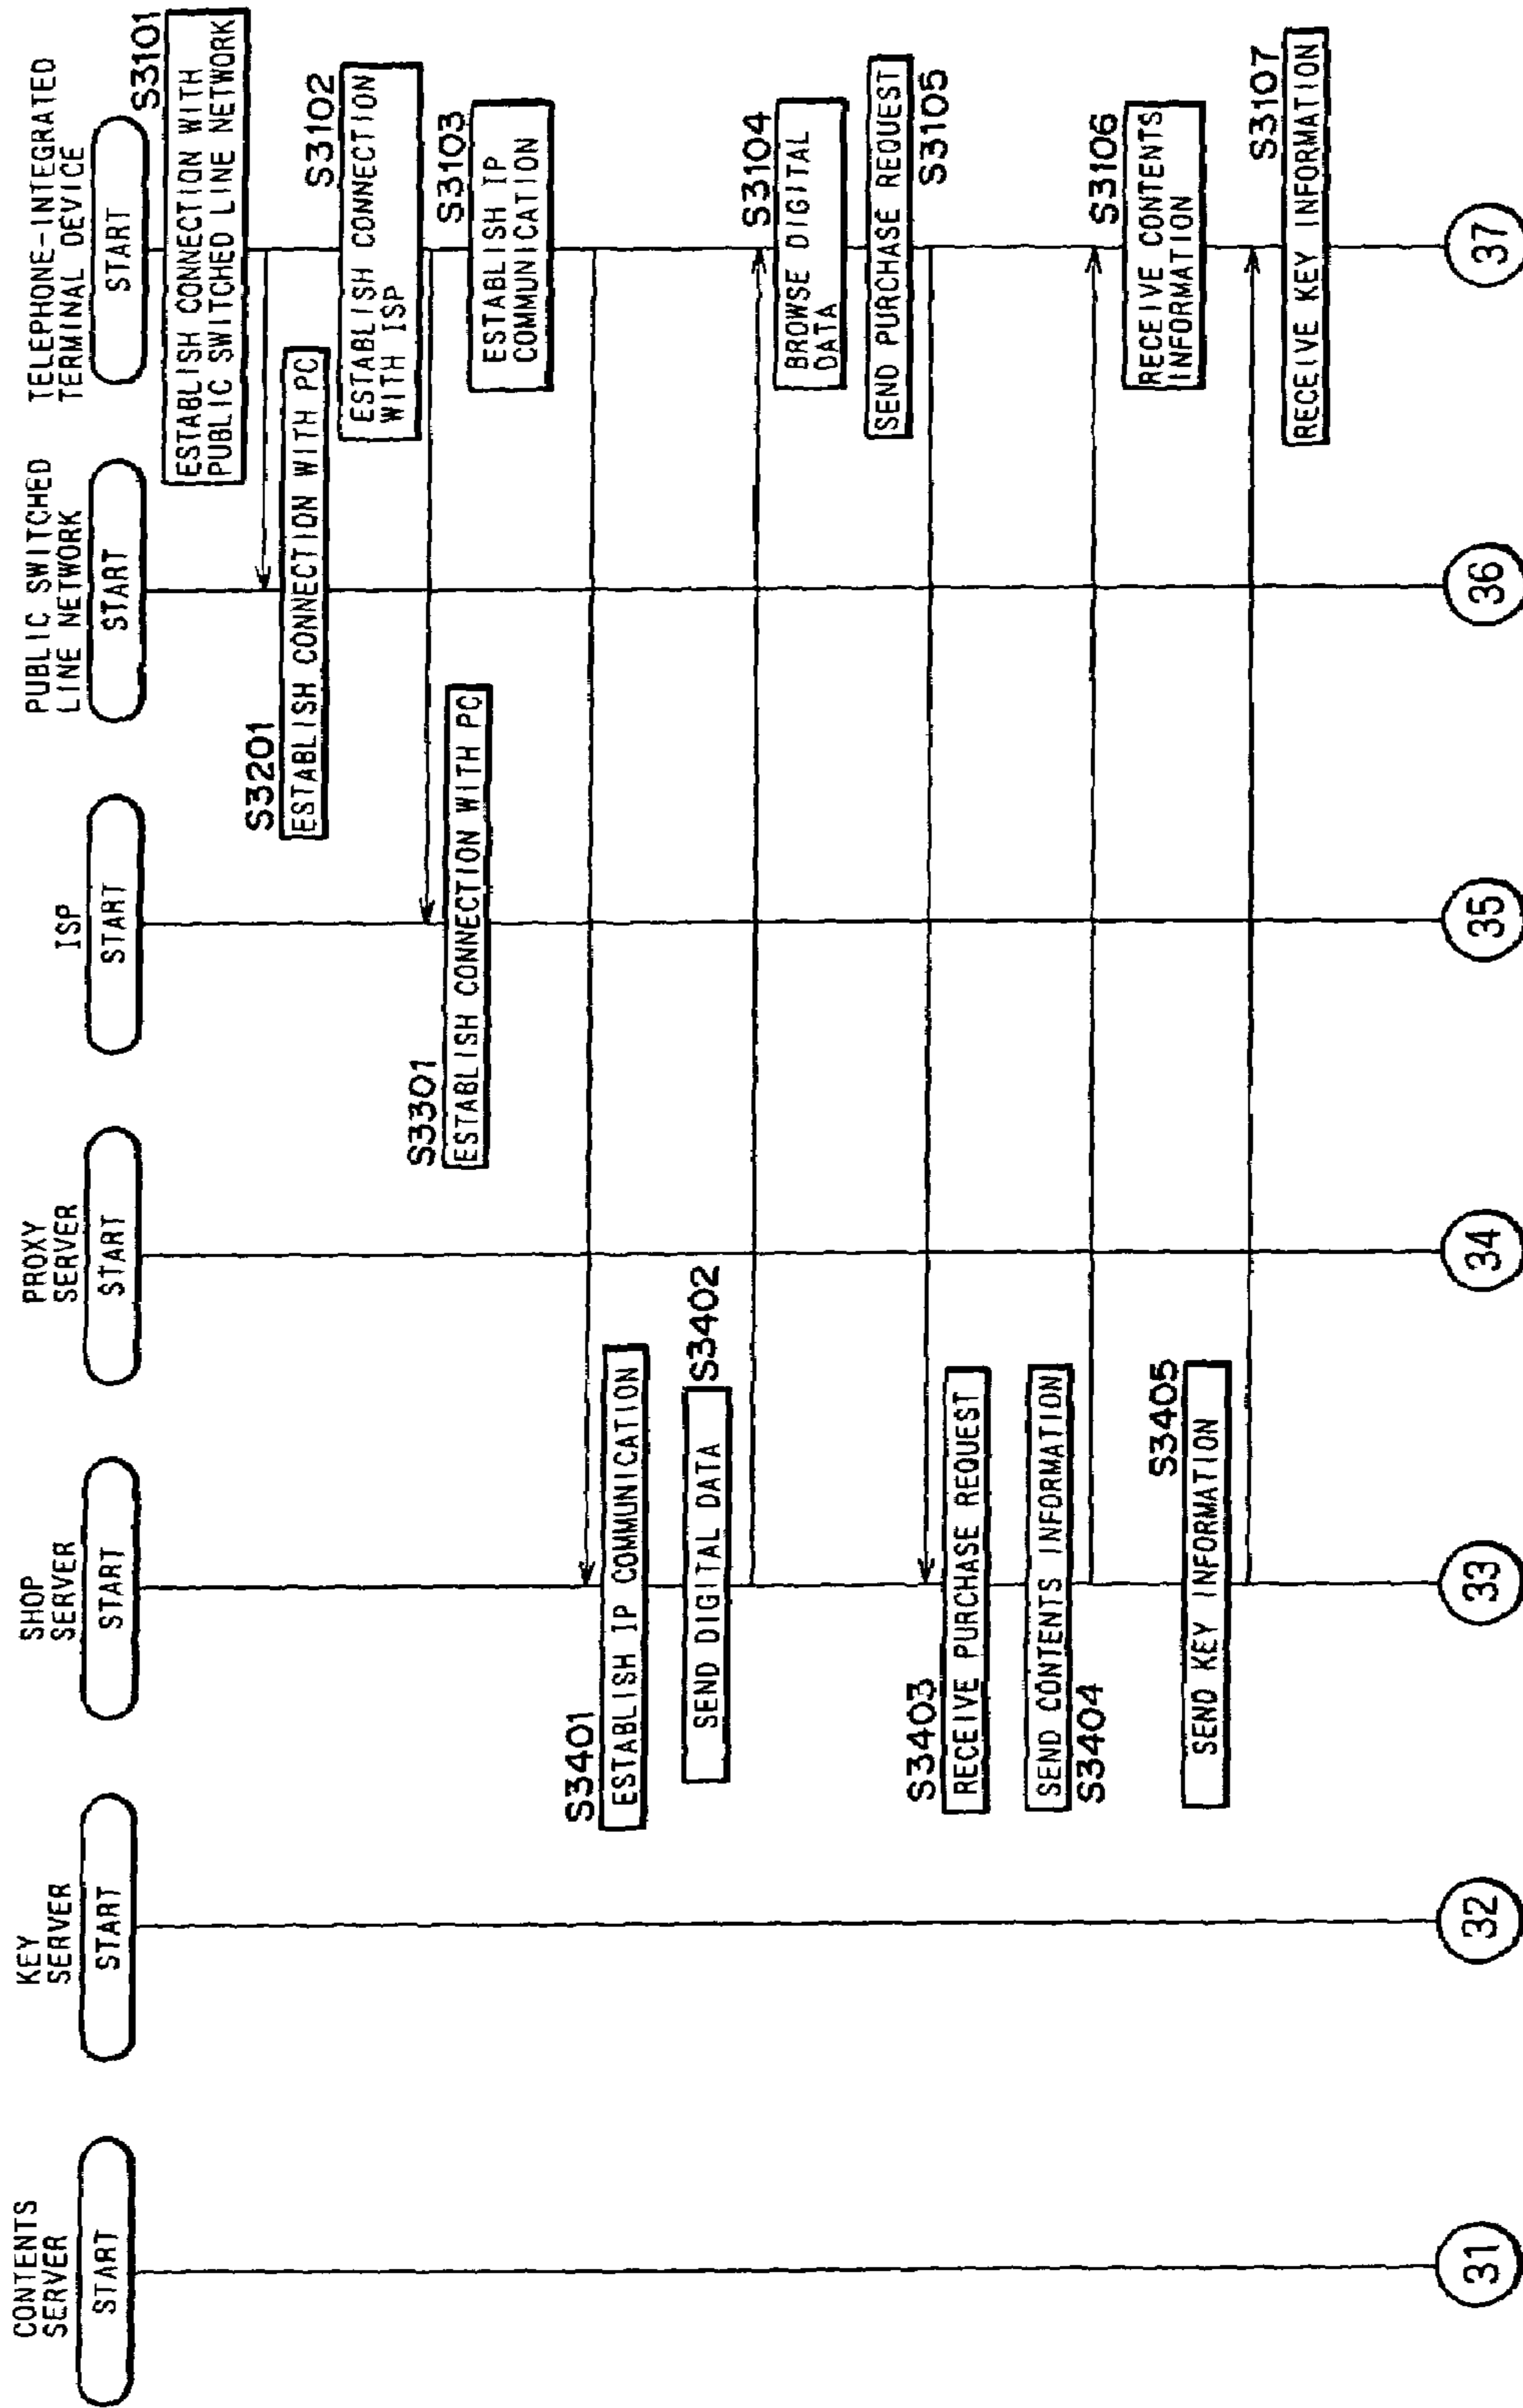 CONTENTS
SERVER
START
KEY
SERVER
START
SHOP
SERVER
START
PROXY
SERVER
START
ISP
START
PUBLIC SWITCHED
LINE NETWORK
START
TELEPHONE-INTEGRATED
TERMINAL DEVICE
START
S3101
ESTABLISH CONNECTION WITH
PUBLIC SWITCHED LINE NETWORK
S3201
ESTABLISH CONNECTION WITH PC
S3102
ESTABLISH CONNECTION
WITH ISP
S3301
ESTABLISH CONNECTION WITH PC
S3103
ESTABLISH IP
COMMUNICATION
S3401
ESTABLISH IP COMMUNICATION
SEND DIGITAL DATA
S3402
S3104
BROWSE DIGITAL
DATA
SEND PURCHASE REQUEST
S3105
S3403
RECEIVE PURCHASE REQUEST
SEND CONTENTS INFORMATION
S3404
S3106
RECEIVE CONTENTS
INFORMATION
S3405
SEND KEY INFORMATION
S3107
RECEIVE KEY INFORMATION
31
32
33
34
35
36
37